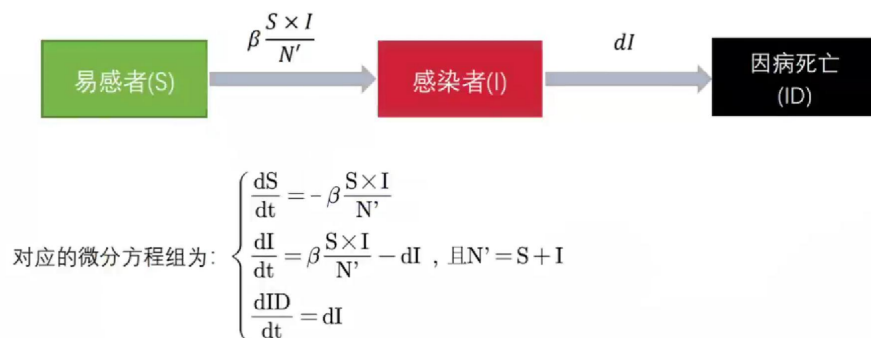 β S × I / N′
dI
易感者(S)
感染者(I)
因病死亡
(ID)
对应的微分方程组为:
dS/dt = -β S×I/N’
dI/dt = β S×I/N’ - dI , 且N’ = S + I
dID/dt = dI